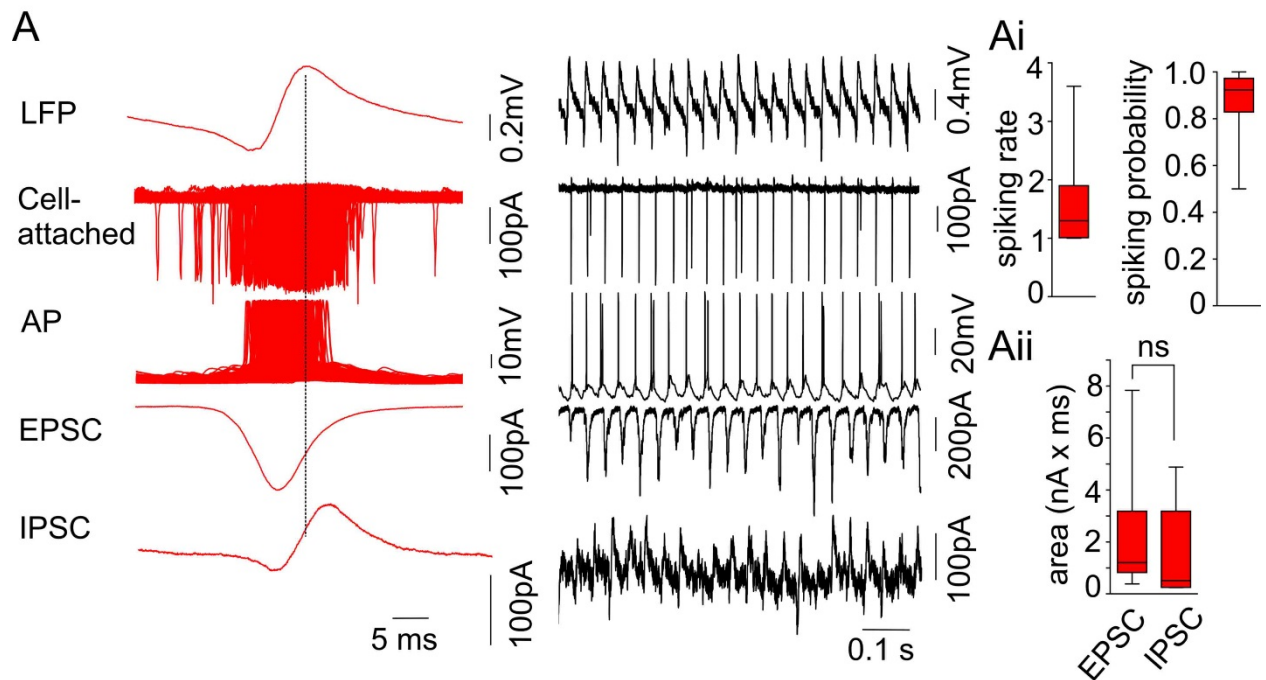 A
LFP
Cell-
attached
AP
EPSC
IPSC
0.2mV
100pA
10mV
100pA
100pA
5 ms
0.4mV
100pA
20mV
200pA
100pA
0.1 s
Ai
spiking rate
4
3
2
1
0
spiking probability
1.0
0.8
0.6
0.4
0.2
0
Aii
ns
area (nA x ms)
8
6
4
2
0
EPSC
IPSC